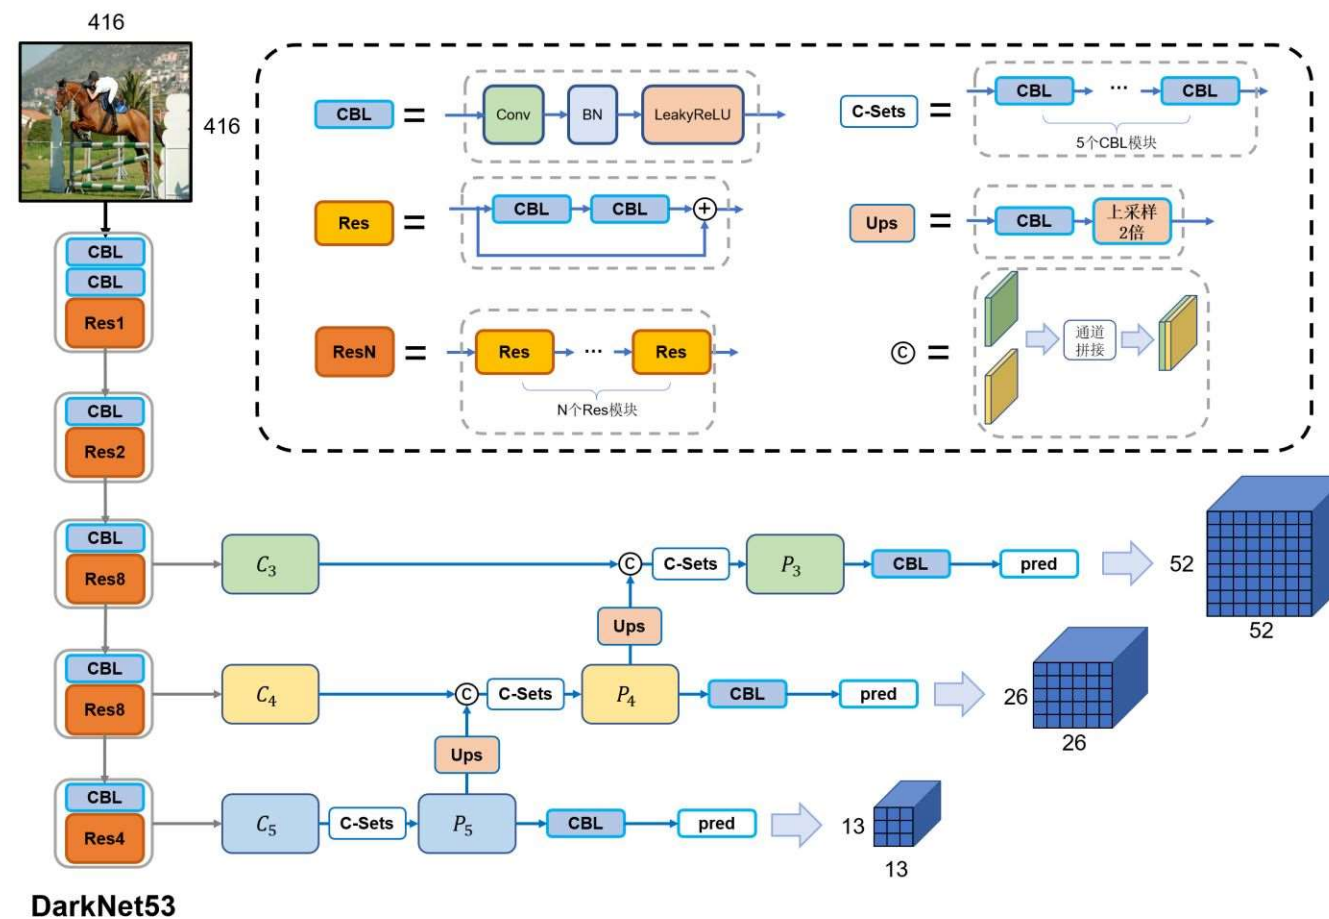 416
416
CBL = Conv BN LeakyReLU
C-Sets = CBL ... CBL
5个CBL模块
Res = CBL CBL +
Ups = CBL 上采样
2倍
ResN = Res ... Res
N个Res模块
C = 通道
拼接
CBL
CBL
Res1
CBL
Res2
CBL
Res8
C3 C C-Sets P3 CBL pred 52
52
Ups
CBL
Res8
C4 C C-Sets P4 CBL pred 26
26
Ups
CBL
Res4
C5 C-Sets P5 CBL pred 13
13
DarkNet53